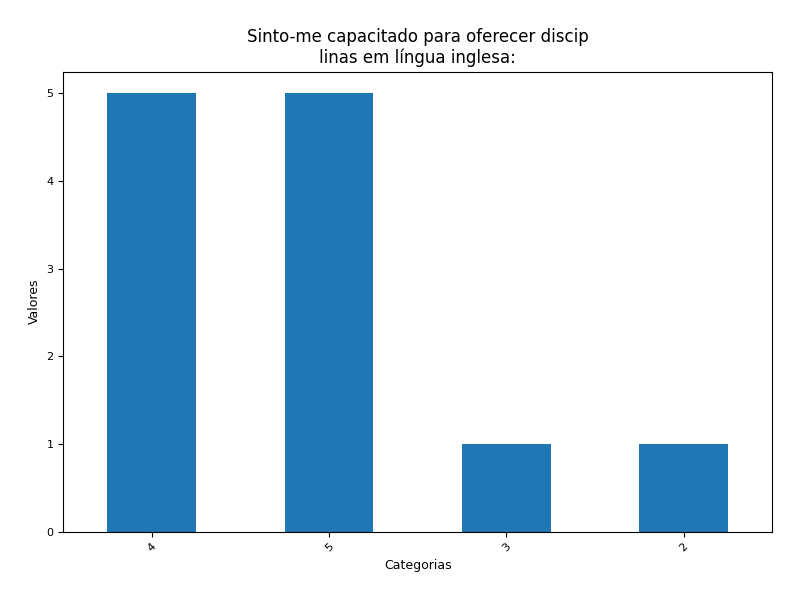 Sinto-me capacitado para oferecer discip
linas em língua inglesa:
Valores
5
4
3
2
1
0
4
5
3
2
Categorias